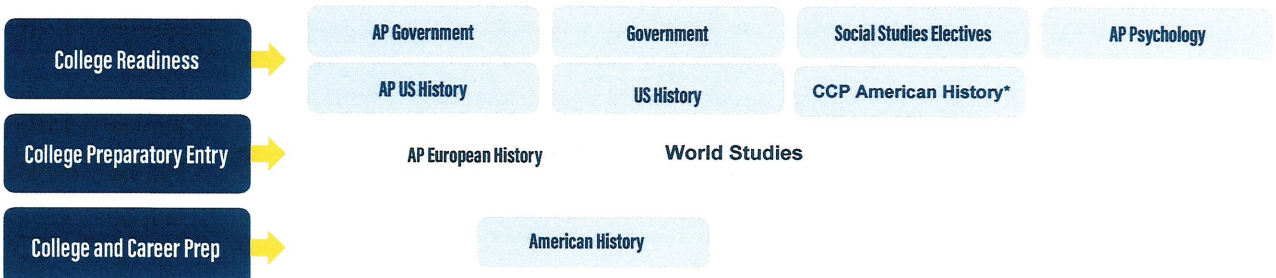 College Readiness
AP Government
Government
Social Studies Electives
AP Psychology
AP US History
US History
CCP American History*
College Preparatory Entry
AP European History
World Studies
College and Career Prep
American History